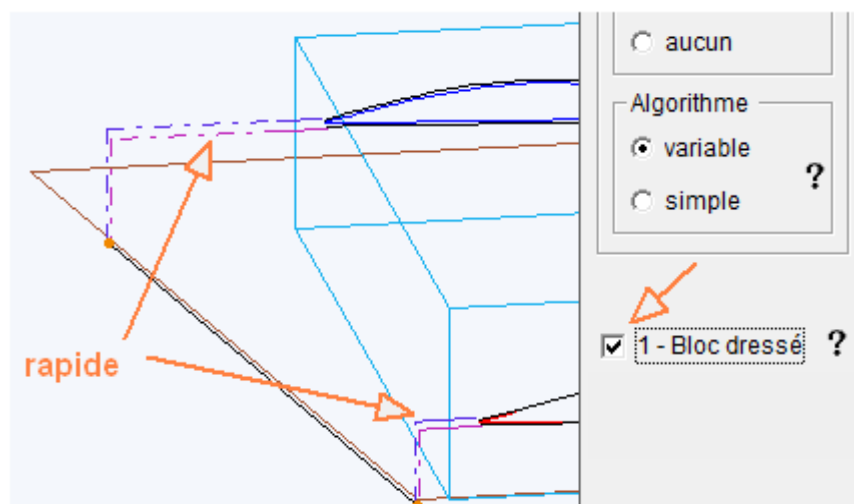 aucun
Algorithme
variable
simple
?
1 - Bloc dressé ?
rapide